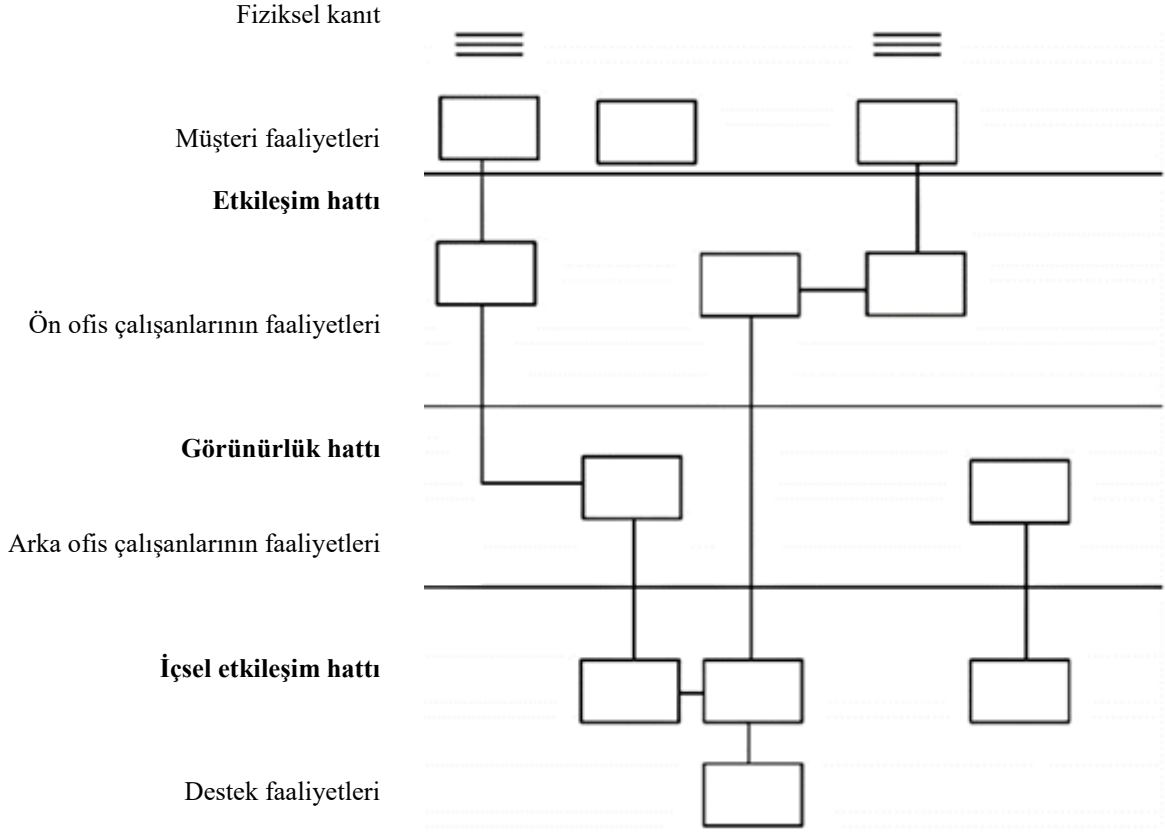 Fiziksel kanıt
Müşteri faaliyetleri
Etkileşim hattı
Ön ofis çalışanlarının faaliyetleri
Görünürlük hattı
Arka ofis çalışanlarının faaliyetleri
İçsel etkileşim hattı
Destek faaliyetleri